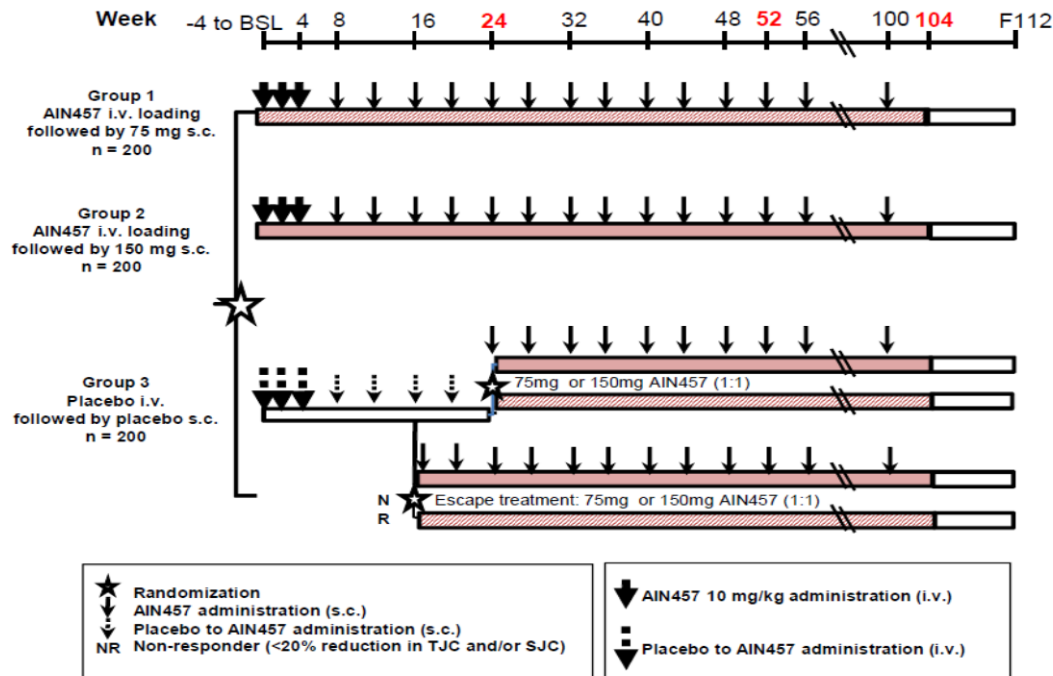 Week -4 to BSL 4 8 16 24 32 40 48 52 56 100 104 F112
Group 1
AIN457 i.v. loading
followed by 75 mg s.c.
n = 200
Group 2
AIN457 i.v. loading
followed by 150 mg s.c.
n = 200
Group 3
Placebo i.v.
followed by placebo s.c.
n = 200
75mg or 150mg AIN457 (1:1)
N
R
Escape treatment: 75mg or 150mg AIN457 (1:1)
Randomization
AIN457 administration (s.c.)
Placebo to AIN457 administration (s.c.)
NR Non-responder (<20% reduction in TJC and/or SJC)
AIN457 10 mg/kg administration (i.v.)
Placebo to AIN457 administration (i.v.)